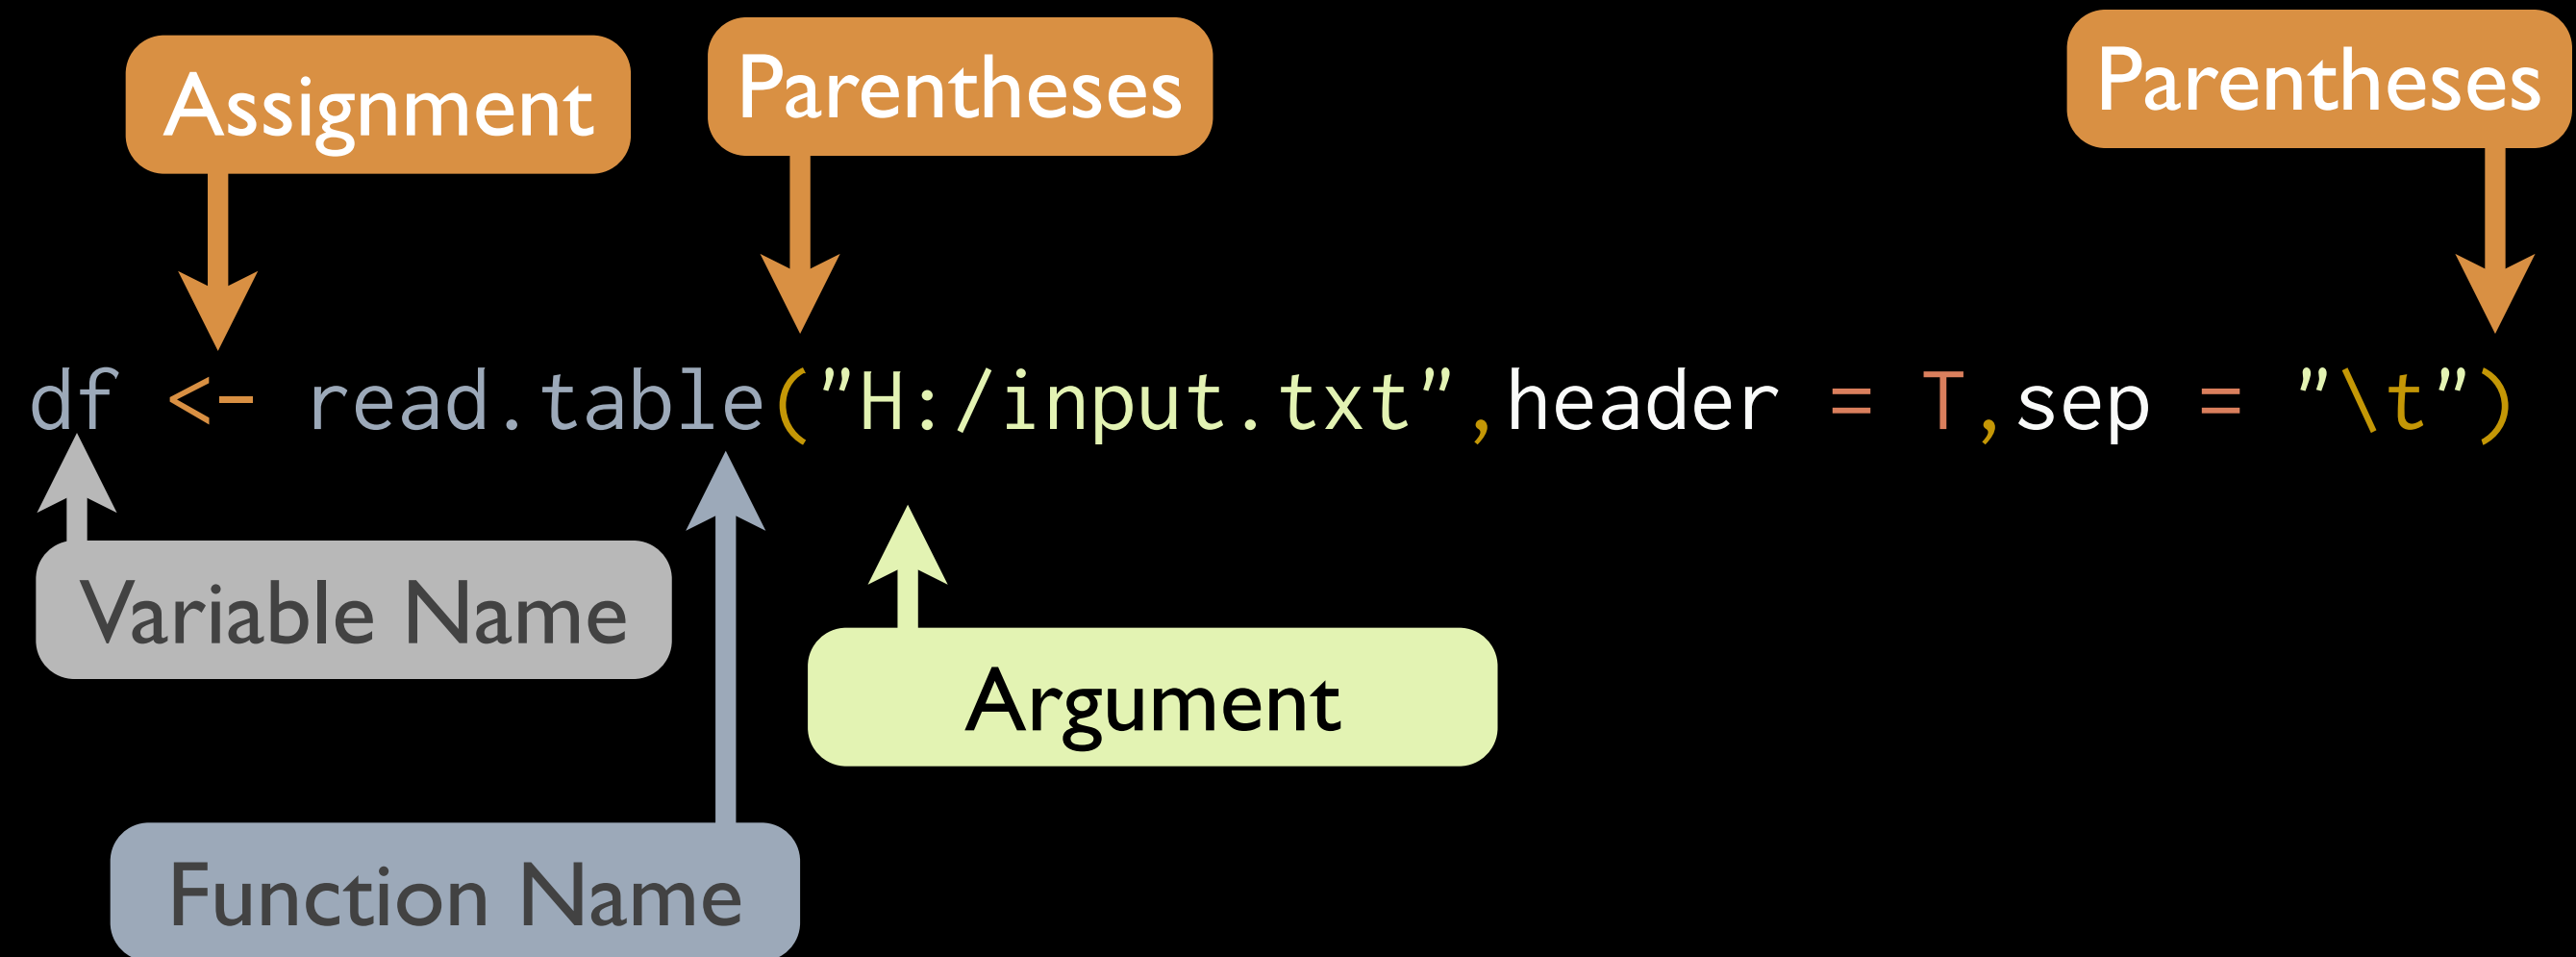 Assignment
Parentheses
Parentheses
df <- read.table("H:/input.txt",header = T,sep = "\t")
Variable Name
Argument
Function Name